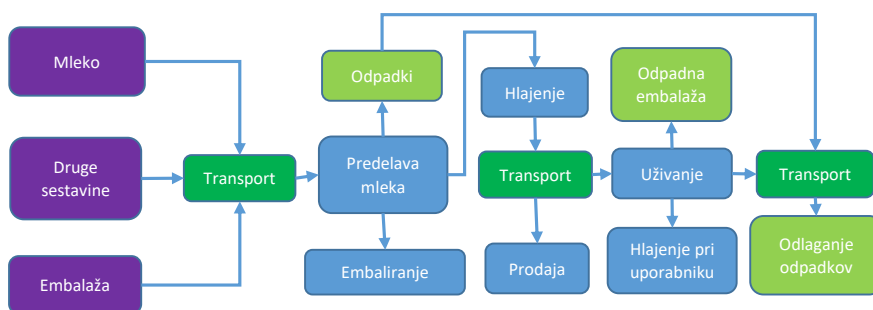 Mleko
Druge
sestavine
Embalaža
Transport
Odpadki
Predelava
mleka
Embaliranje
Hlajenje
Transport
Prodaja
Odpadna
embalaža
Uživanje
Hlajenje pri
uporabniku
Transport
Odlaganje
odpadkov